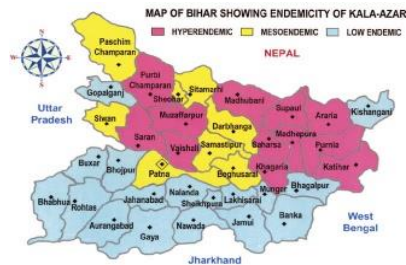 MAP OF BIHAR SHOWING ENDEMICITY OF KALA-AZAR
HYPERENDEMIC MESOENDEMIC LOW ENDEMIC
NEPAL
Paschim
Champaran
Purbi
Champaran
Gopalganj
Sheohar
Sitamarhi
Uttar
Pradesh
Siwan
Muzaffarpur
Madhubani
Supaul
Araria
Kishanganj
Darbhanga
Saran
Vaishali
Samastipur
Saharsa
Madhepura
Purnia
Katihar
Khagaria
Buxar
Bhojpur
Patna
Beghusarai
Munger
Bhagalpur
Bhabhua
Rohtas
Jahanabad
Nalanda
Sheikhpura
Lakhisarai
Banka
West
Bengal
Aurangabad
Gaya
Nawada
Jamui
Jharkhand